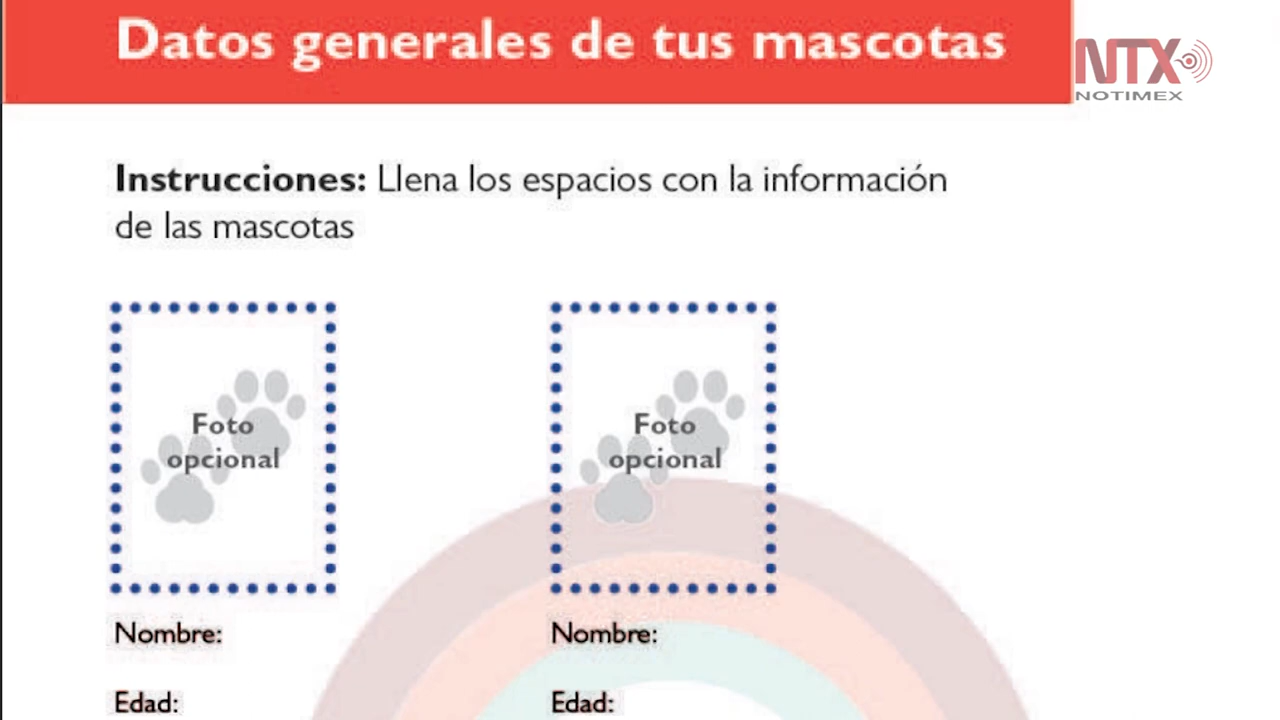 Datos generales de tus mascotas
NTX
NOTIMEX
Instrucciones: Llena los espacios con la información
de las mascotas
Foto
opcional
Foto
opcional
Nombre:
Nombre:
Edad:
Edad: